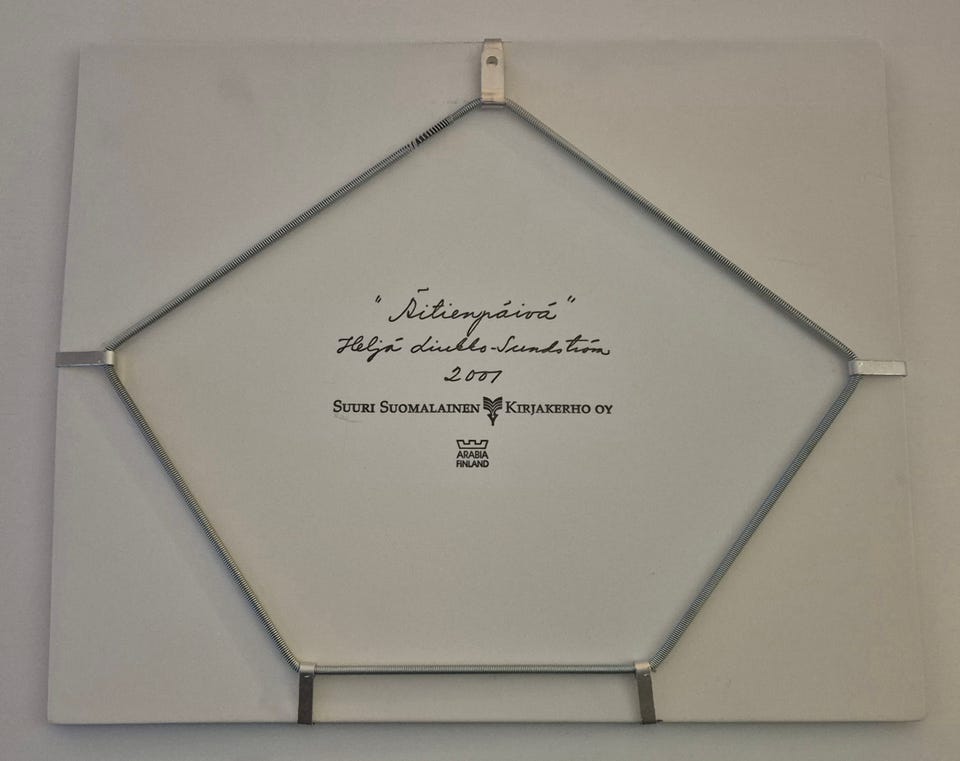 "Äitienpäivä"
Heljä Liukko-Sundström
2001
SUURI SUOMALAINEN KIRJAKERHO OY
ARABIA
FINLAND